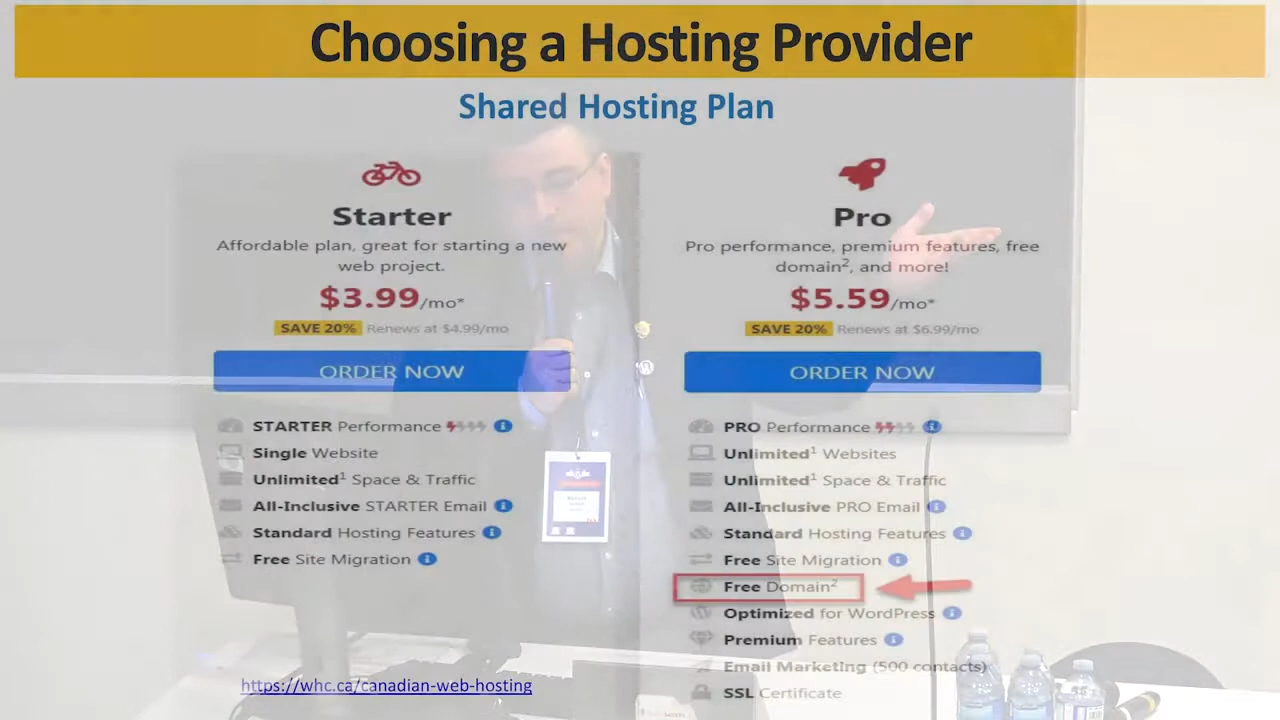 Choosing a Hosting Provider
Shared Hosting Plan
Starter
Affordable plan, great for starting a new
web project.
$3.99/mo*
SAVE 20% Renews at $4.99/mo
ORDER NOW
STARTER Performance
Single Website
Unlimited¹ Space & Traffic
All-Inclusive STARTER Email
Standard Hosting Features
Free Site Migration
Pro
Pro performance, premium features, free
domain², and more!
$5.59/mo*
SAVE 20% Renews at $6.99/mo
ORDER NOW
PRO Performance
Unlimited¹ Websites
Unlimited¹ Space & Traffic
All-Inclusive PRO Email
Standard Hosting Features
Free Site Migration
Free Domain²
Optimized for WordPress
Premium Features
Email Marketing (500 contacts)
SSL Certificate
https://whc.ca/canadian-web-hosting